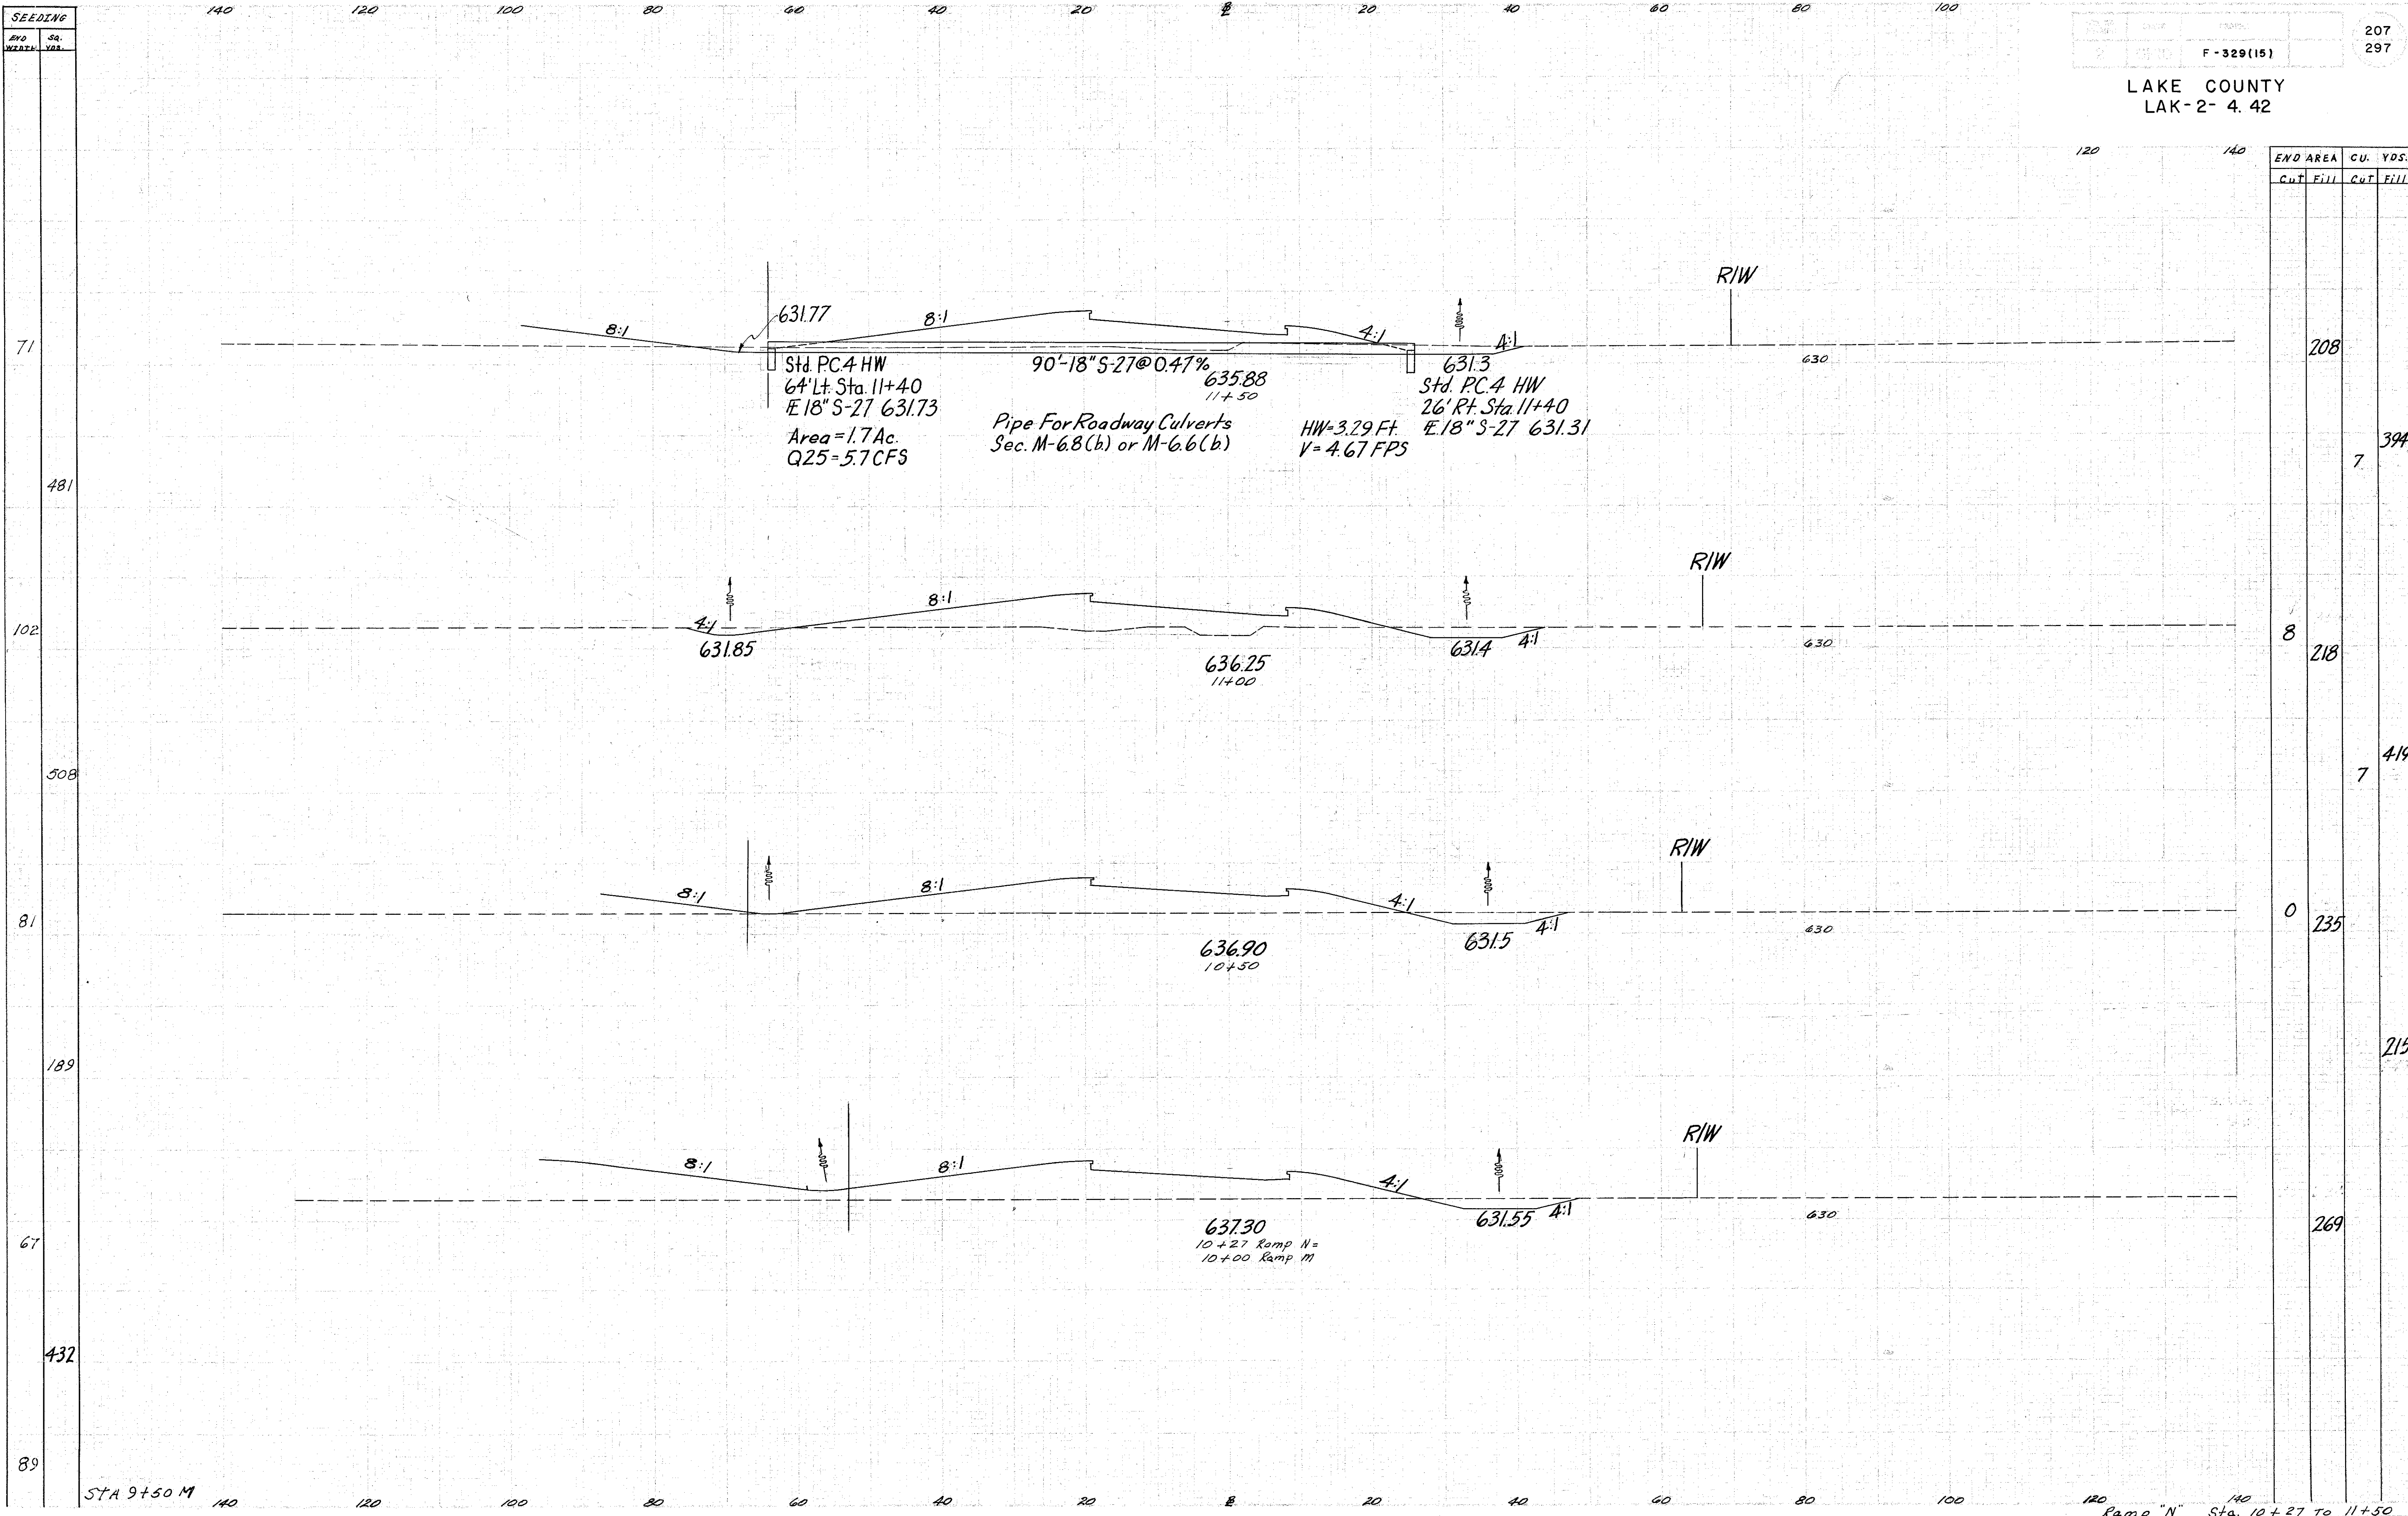 SEEDING
END WIDTH
SQ. YDS.
140 120 100 80 60 40 20 ℄ 20 40 60 80 100
207
297
F-329(15)
LAKE COUNTY
LAK-2-4.42
120 140
END AREA CU. YDS.
Cut Fill Cut Fill
R/W
631.77
8:1
8:1
4:1
4:1
71
630
208
Std. P.C.4 HW
64' Lt. Sta. 11+40
₣ 18" S-27 631.73
90'-18" S-27 @ 0.47%
635.88
11+50
631.3
Std. P.C.4 HW
26' Rt. Sta. 11+40
₣ 18" S-27 631.31
Area = 1.7 Ac.
Q25 = 5.7 CFS
Pipe For Roadway Culverts
Sec. M-6.8(b) or M-6.6(b)
HW=3.29 Ft.
V= 4.67 FPS
394
7
481
R/W
8:1
4:1
631.85
102
631.4
4:1
630
8
218
636.25
11+00
508
419
7
R/W
8:1
8:1
4:1
4:1
81
631.5
630
0
235
636.90
10+50
189
215
R/W
8:1
8:1
4:1
631.55
4:1
630
67
269
637.30
10+27 Ramp N=
10+00 Ramp M
432
89
STA 9+50 M
140 120 100 80 60 40 20 ℄ 20 40 60 80 100 120 140
Ramp "N" Sta. 10+27 To 11+50